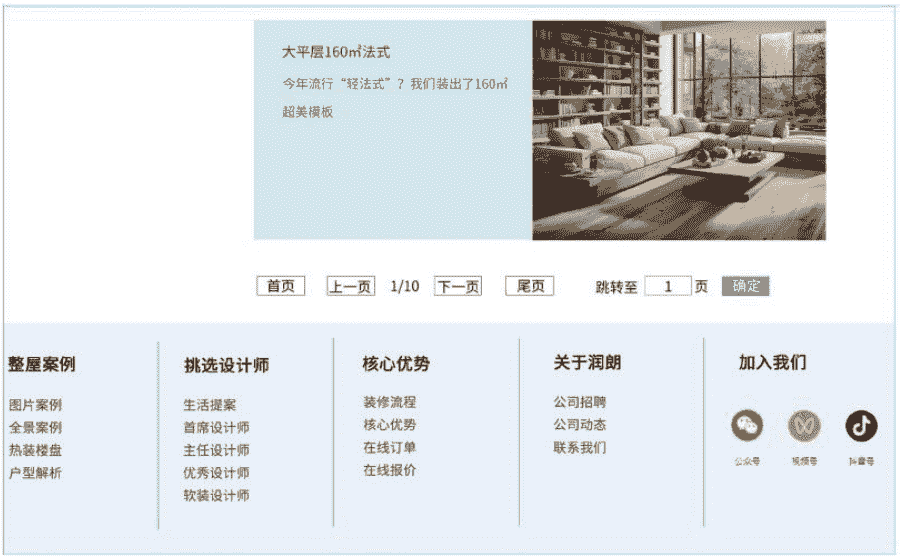 大平层160㎡法式
今年流行“轻法式”？我们装出了160㎡
超美模板
首页 上一页 1/10 下一页 尾页 跳转至 1 页 确定
整屋案例
图片案例
全景案例
热装楼盘
户型解析
挑选设计师
生活提案
首席设计师
主任设计师
优秀设计师
软装设计师
核心优势
装修流程
核心优势
在线订单
在线报价
关于润朗
公司招聘
公司动态
联系我们
加入我们
公众号 视频号 抖音号